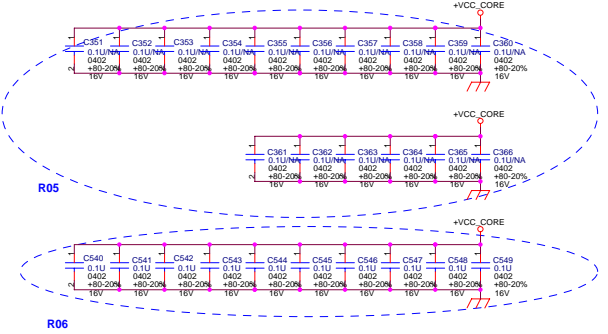 +VCC_CORE
C351 C352 C353 C354 C355 C356 C357 C358 C359 C360
0.1U/NA 0.1U/NA 0.1U/NA 0.1U/NA 0.1U/NA 0.1U/NA 0.1U/NA 0.1U/NA 0.1U/NA 0.1U/NA
0402 0402 0402 0402 0402 0402 0402 0402 0402 0402
+80-20% +80-20% +80-20% +80-20% +80-20% +80-20% +80-20% +80-20% +80-20% +80-20%
16V 16V 16V 16V 16V 16V 16V 16V 16V 16V
+VCC_CORE
C361 C362 C363 C364 C365 C366
0.1U/NA 0.1U/NA 0.1U/NA 0.1U/NA 0.1U/NA 0.1U/NA
0402 0402 0402 0402 0402 0402
+80-20% +80-20% +80-20% +80-20% +80-20% +80-20%
16V 16V 16V 16V 16V 16V
R05
+VCC_CORE
C540 C541 C542 C543 C544 C545 C546 C547 C548 C549
0.1U 0.1U 0.1U 0.1U 0.1U 0.1U 0.1U 0.1U 0.1U 0.1U
0402 0402 0402 0402 0402 0402 0402 0402 0402 0402
+80-20% +80-20% +80-20% +80-20% +80-20% +80-20% +80-20% +80-20% +80-20% +80-20%
16V 16V 16V 16V 16V 16V 16V 16V 16V 16V
R06